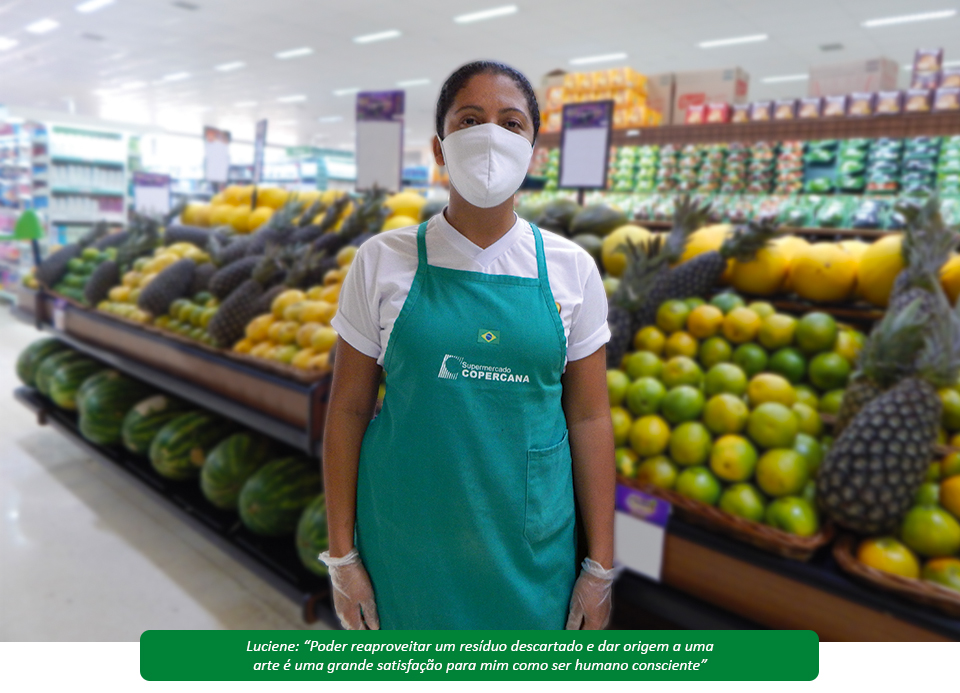 Supermercado
COPERCANA
Luciene: “Poder reaproveitar um resíduo descartado e dar origem a uma
arte é uma grande satisfação para mim como ser humano consciente”